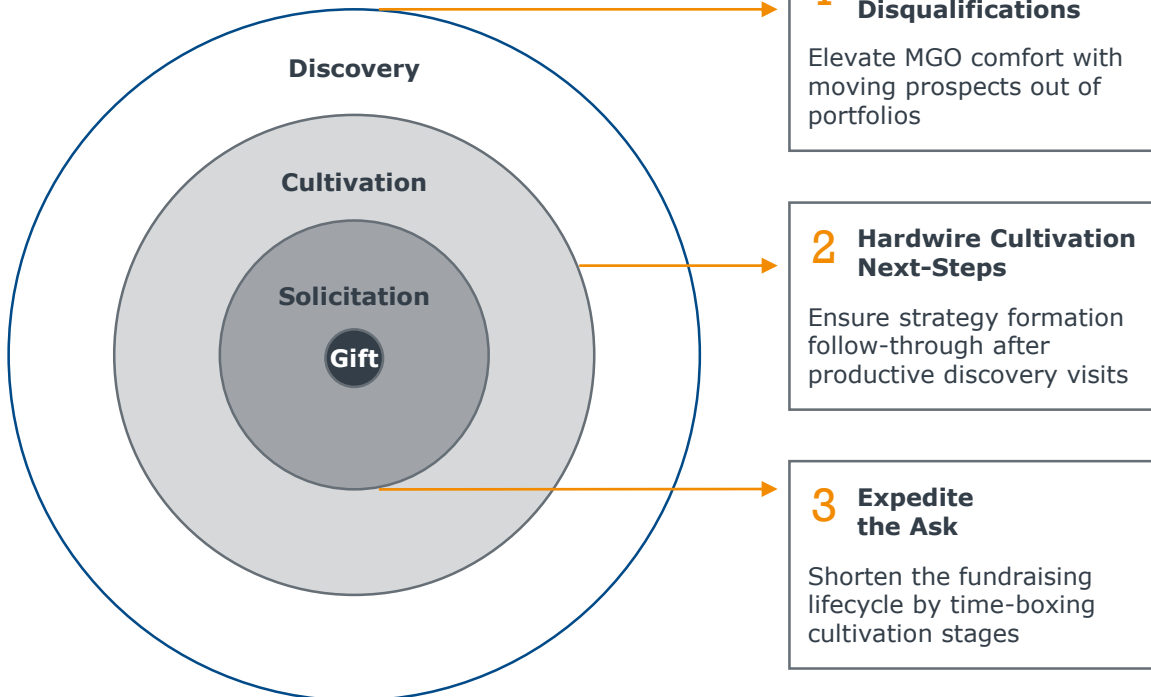 Discovery
Cultivation
Solicitation
Gift
Disqualifications
Elevate MGO comfort with
moving prospects out of
portfolios
2 Hardwire Cultivation
Next-Steps
Ensure strategy formation
follow-through after
productive discovery visits
3 Expedite
the Ask
Shorten the fundraising
lifecycle by time-boxing
cultivation stages